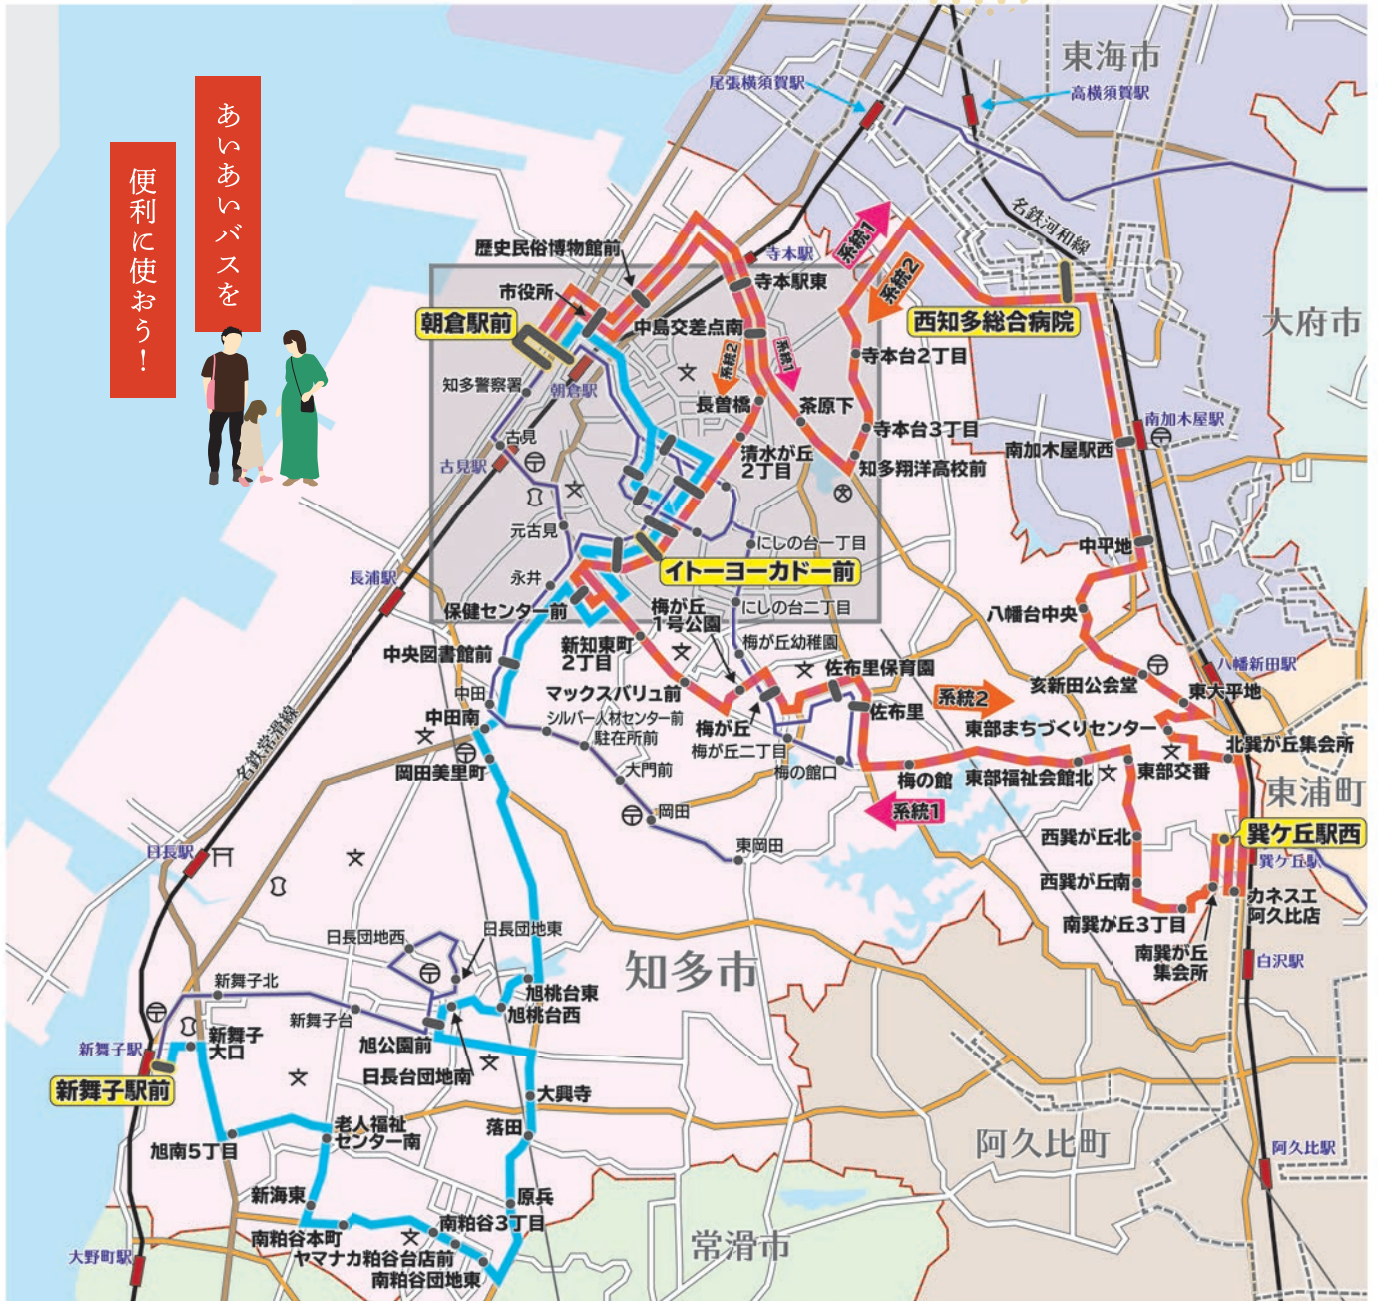 あいあいバスを
便利に使おう！
東海市
尾張横須賀駅
高横須賀駅
名鉄河和線
歴史民俗博物館前
寺本駅
系統1
系統2
市役所
寺本駅東
朝倉駅前
中島交差点南
西知多総合病院
大府市
系統2
系統1
寺本台2丁目
知多警察署
朝倉駅
長曽橋
茶原下
南加木屋駅
古見
寺本台3丁目
古見駅
清水が丘
2丁目
知多翔洋高校前
南加木屋駅西
元古見
にしの台一丁目
中平地
長浦駅
永井
イトーヨーカドー前
保健センター前
梅が丘
1号公園
にしの台二丁目
八幡台中央
新知東町
2丁目
梅が丘幼稚園
中央図書館前
佐布里保育園
八幡新田駅
中田
マックスバリュ前
亥新田公会堂
東大平地
中田南
シルバー人材センター前
駐在所前
梅が丘
佐布里
系統2
東部まちづくりセンター
名鉄常滑線
梅が丘二丁目
北巽が丘集会所
岡田美里町
大門前
梅の館口
梅の館
東部福祉会館北
東部交番
東浦町
岡田
系統1
西巽が丘北
巽ケ丘駅西
日長駅
東岡田
巽ケ丘駅
西巽が丘南
カネスエ
阿久比店
南巽が丘3丁目
日長団地西
日長団地東
南巽が丘
集会所
白沢駅
知多市
新舞子北
旭桃台東
新舞子台
旭桃台西
新舞子駅
新舞子
大口
旭公園前
日長台団地南
新舞子駅前
大興寺
老人福祉
センター南
落田
旭南5丁目
阿久比町
阿久比駅
新海東
原兵
南粕谷本町
南粕谷3丁目
ヤマナカ粕谷台店前
常滑市
大野町駅
南粕谷団地東